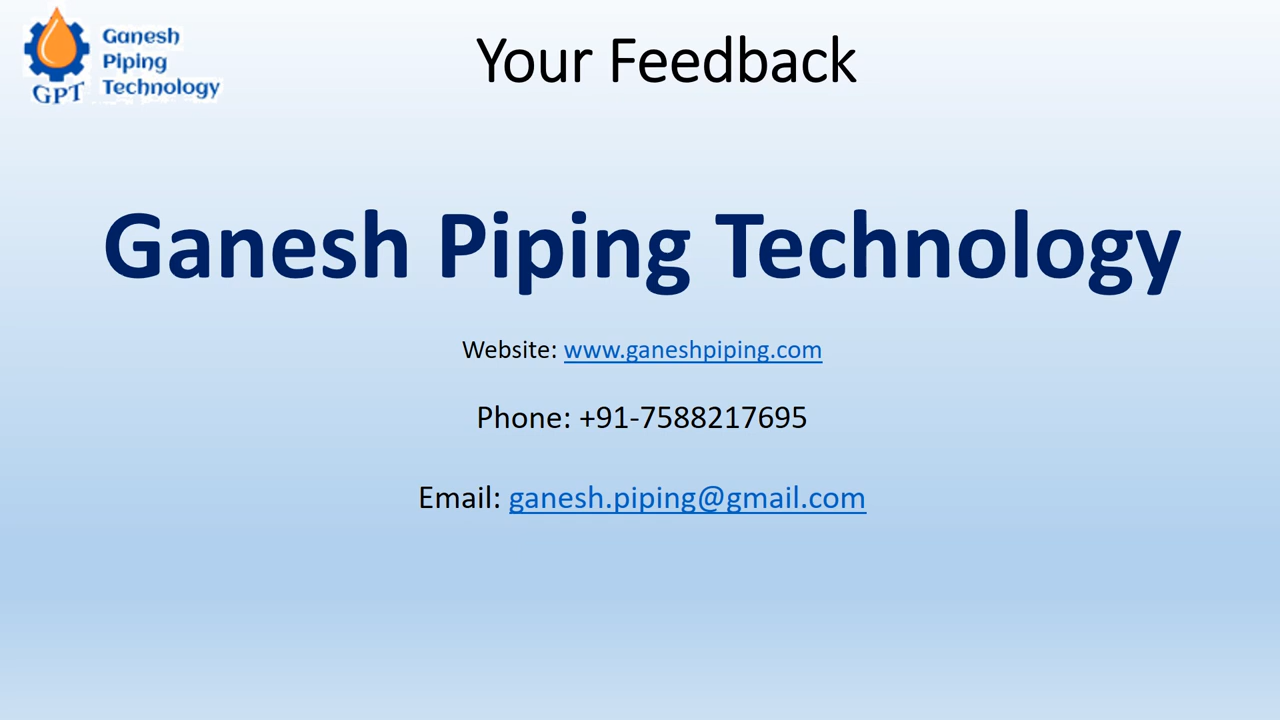 Ganesh
Piping
Technology
GPT
Your Feedback
Ganesh Piping Technology
Website: www.ganeshpiping.com
Phone: +91-7588217695
Email: ganesh.piping@gmail.com